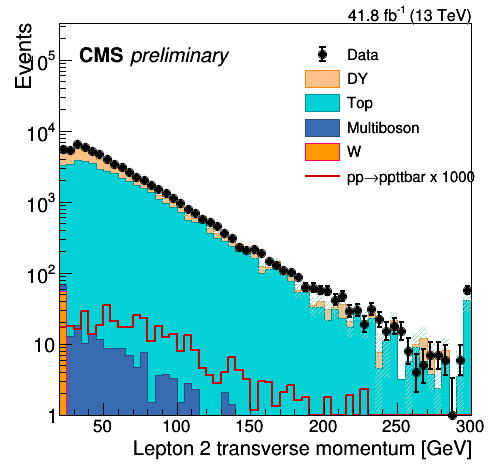 41.8 fb⁻¹ (13 TeV)
Events
CMS preliminary
Data
DY
Top
Multiboson
W
pp→ppttbar x 1000
10⁵
10⁴
10³
10²
10
1
50 100 150 200 250 300
Lepton 2 transverse momentum [GeV]